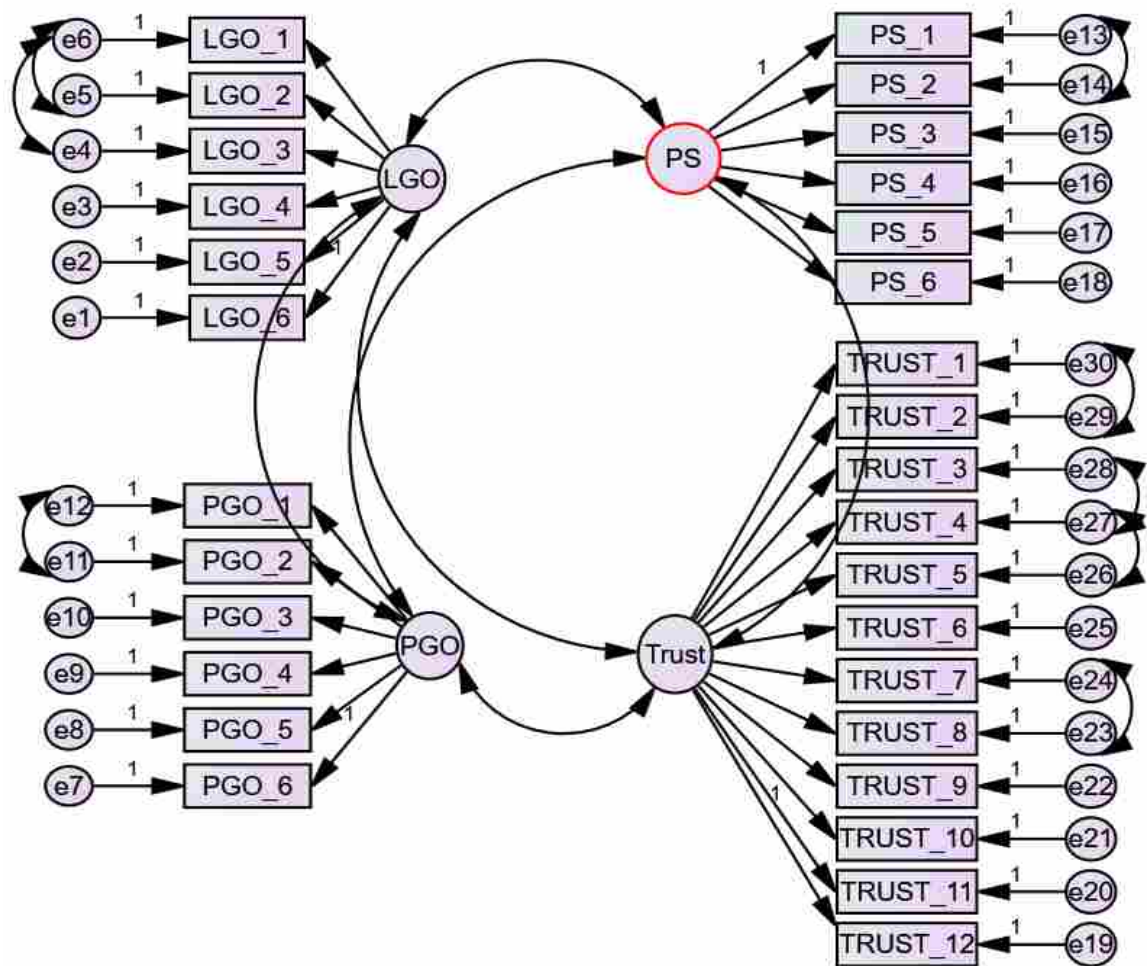 e6 1 LGO_1
e5 1 LGO_2
e4 1 LGO_3
e3 1 LGO_4
e2 1 LGO_5
e1 1 LGO_6
LGO
1
PS
1
PS_1 1 e13
PS_2 1 e14
PS_3 1 e15
PS_4 1 e16
PS_5 1 e17
PS_6 1 e18
e12 1 PGO_1
e11 1 PGO_2
e10 1 PGO_3
e9 1 PGO_4
e8 1 PGO_5
e7 1 PGO_6
PGO
1
Trust
1
TRUST_1 1 e30
TRUST_2 1 e29
TRUST_3 1 e28
TRUST_4 1 e27
TRUST_5 1 e26
TRUST_6 1 e25
TRUST_7 1 e24
TRUST_8 1 e23
TRUST_9 1 e22
TRUST_10 1 e21
TRUST_11 1 e20
TRUST_12 1 e19